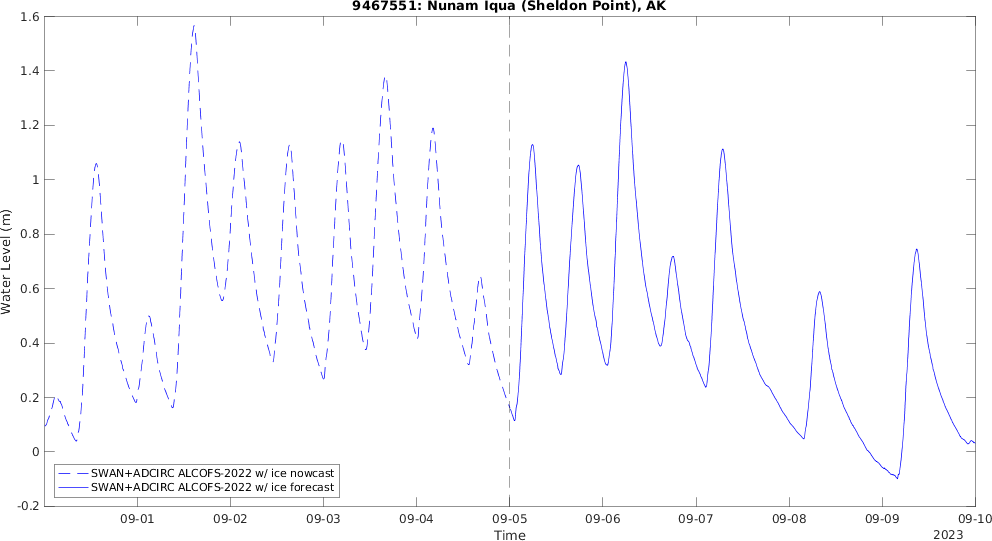 9467551: Nunam Iqua (Sheldon Point), AK
1.6
1.4
1.2
1
0.8
0.6
0.4
0.2
0
-0.2
Water Level (m)
SWAN+ADCIRC ALCOFS-2022 w/ ice nowcast
SWAN+ADCIRC ALCOFS-2022 w/ ice forecast
09-01 09-02 09-03 09-04 09-05 09-06 09-07 09-08 09-09 09-10
Time
2023